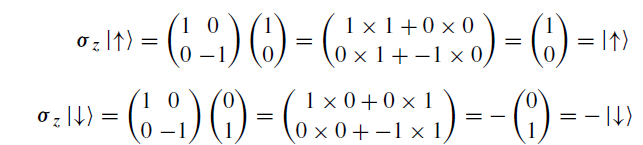 σ_z |↑⟩ = (1 0; 0 −1) (1; 0) = (1 × 1 + 0 × 0; 0 × 1 + −1 × 0) = (1; 0) = |↑⟩
σ_z |↓⟩ = (1 0; 0 −1) (0; 1) = (1 × 0 + 0 × 1; 0 × 0 + −1 × 1) = − (0; 1) = − |↓⟩